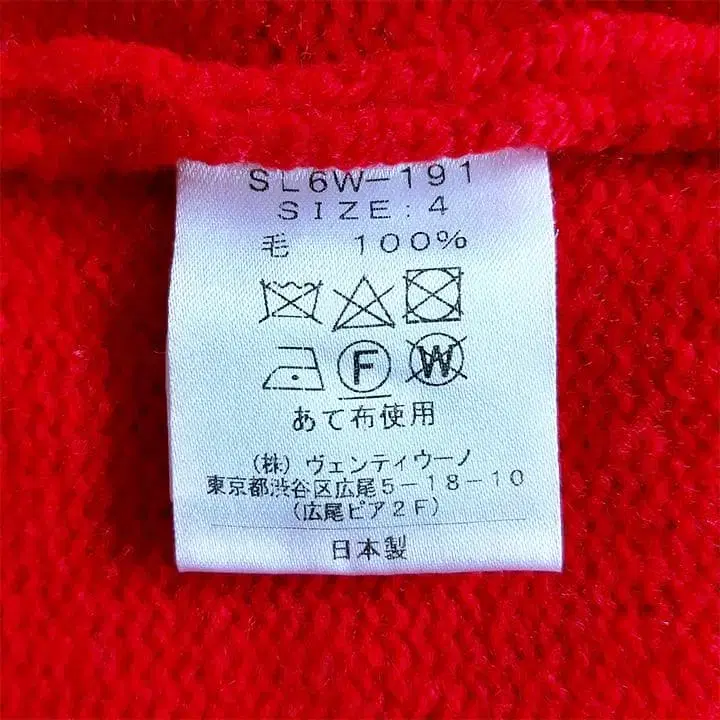 SL6W-191
SIZE:4
毛 100%
F W
あて布使用
(株) ヴェンティウーノ
東京都渋谷区広尾5-18-10
(広尾ピア2F)
日本製